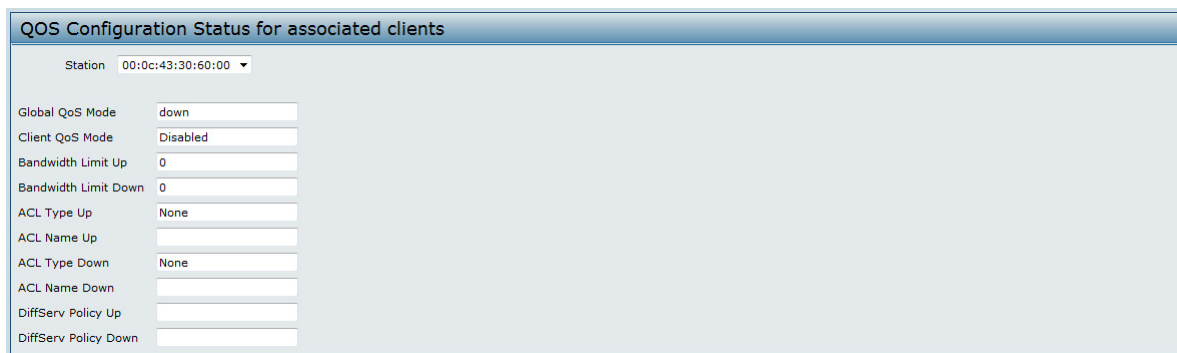 QOS Configuration Status for associated clients
Station 00:0c:43:30:60:00
Global QoS Mode down
Client QoS Mode Disabled
Bandwidth Limit Up 0
Bandwidth Limit Down 0
ACL Type Up None
ACL Name Up
ACL Type Down None
ACL Name Down
DiffServ Policy Up
DiffServ Policy Down